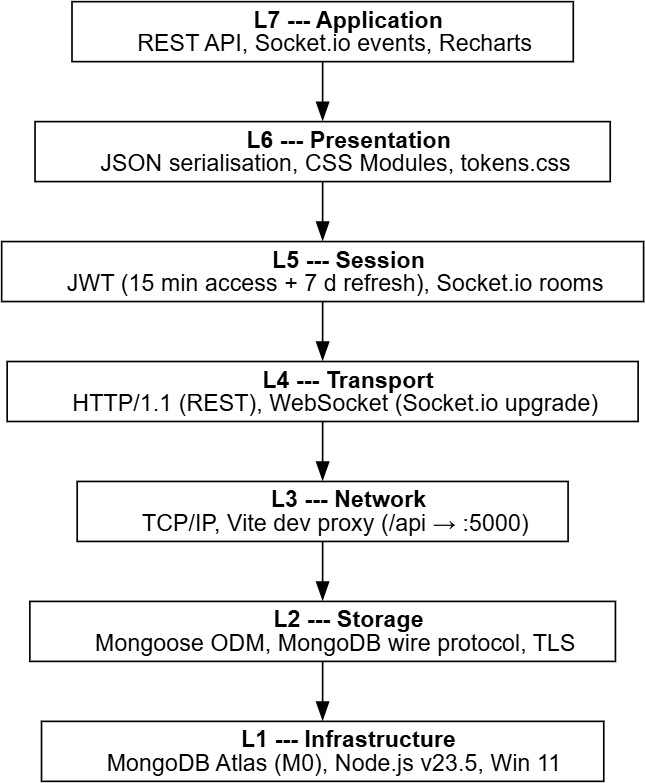 L7 --- Application
REST API, Socket.io events, Recharts
L6 --- Presentation
JSON serialisation, CSS Modules, tokens.css
L5 --- Session
JWT (15 min access + 7 d refresh), Socket.io rooms
L4 --- Transport
HTTP/1.1 (REST), WebSocket (Socket.io upgrade)
L3 --- Network
TCP/IP, Vite dev proxy (/api → :5000)
L2 --- Storage
Mongoose ODM, MongoDB wire protocol, TLS
L1 --- Infrastructure
MongoDB Atlas (M0), Node.js v23.5, Win 11